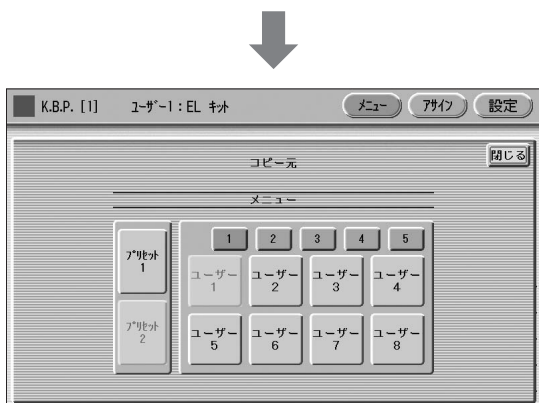 K.B.P. [1] ユーザー1:EL キット メニュー アサイン 設定
コピー元 閉じる
メニュー
1 2 3 4 5
プリセット
1
プリセット
2
ユーザー
1
ユーザー
2
ユーザー
3
ユーザー
4
ユーザー
5
ユーザー
6
ユーザー
7
ユーザー
8